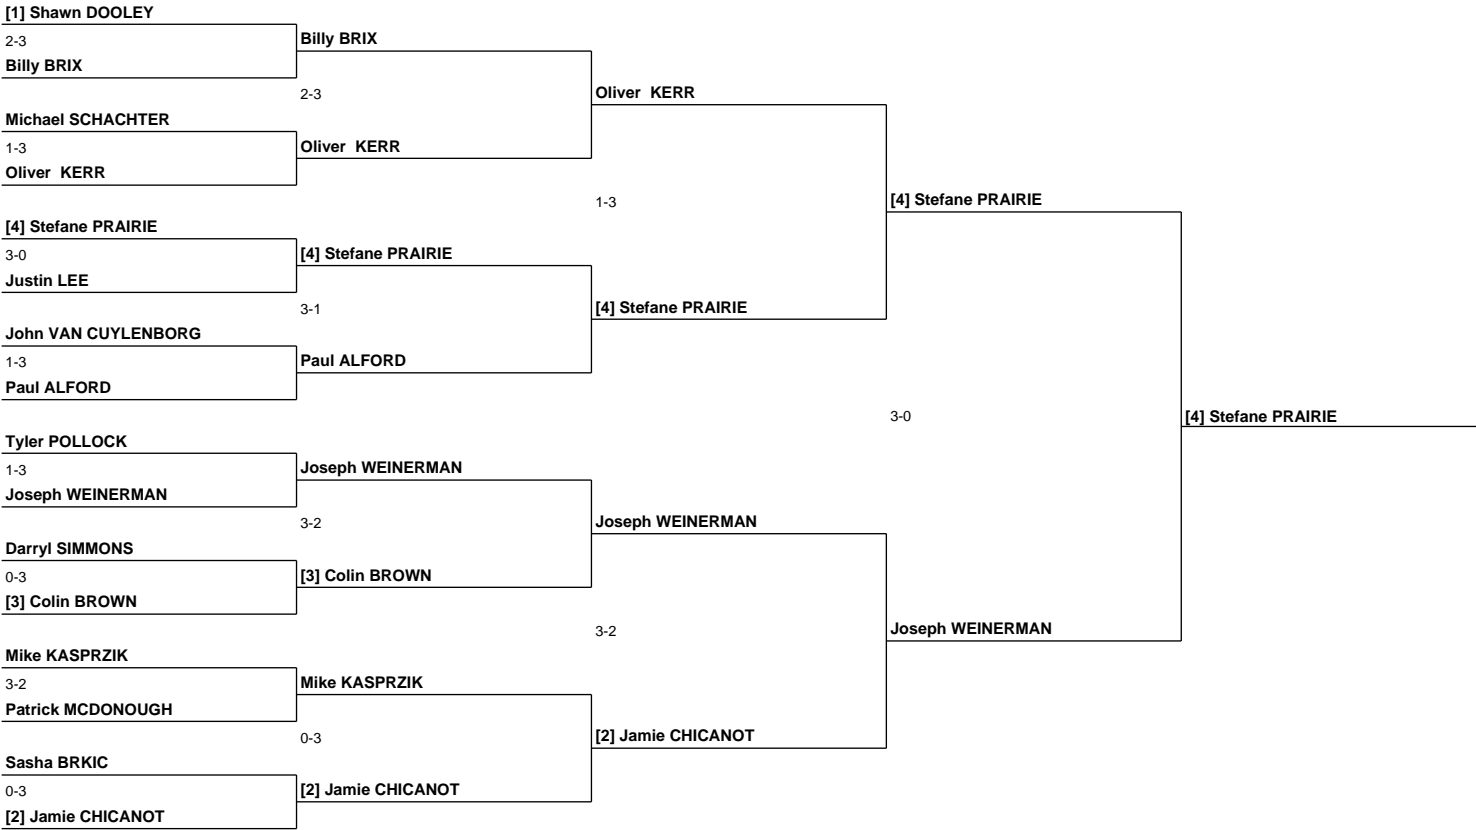 [1] Shawn DOOLEY
2-3
Billy BRIX
Michael SCHACHTER
1-3
Oliver  KERR
[4] Stefane PRAIRIE
3-0
Justin LEE
John VAN CUYLENBORG
1-3
Paul ALFORD
Tyler POLLOCK
1-3
Joseph WEINERMAN
Darryl SIMMONS
0-3
[3] Colin BROWN
Mike KASPRZIK
3-2
Patrick MCDONOUGH
Sasha BRKIC
0-3
[2] Jamie CHICANOT
Billy BRIX
2-3
Oliver  KERR
[4] Stefane PRAIRIE
3-1
Paul ALFORD
Joseph WEINERMAN
3-2
[3] Colin BROWN
Mike KASPRZIK
0-3
[2] Jamie CHICANOT
Oliver  KERR
1-3
[4] Stefane PRAIRIE
Joseph WEINERMAN
3-2
[2] Jamie CHICANOT
[4] Stefane PRAIRIE
3-0
Joseph WEINERMAN
[4] Stefane PRAIRIE